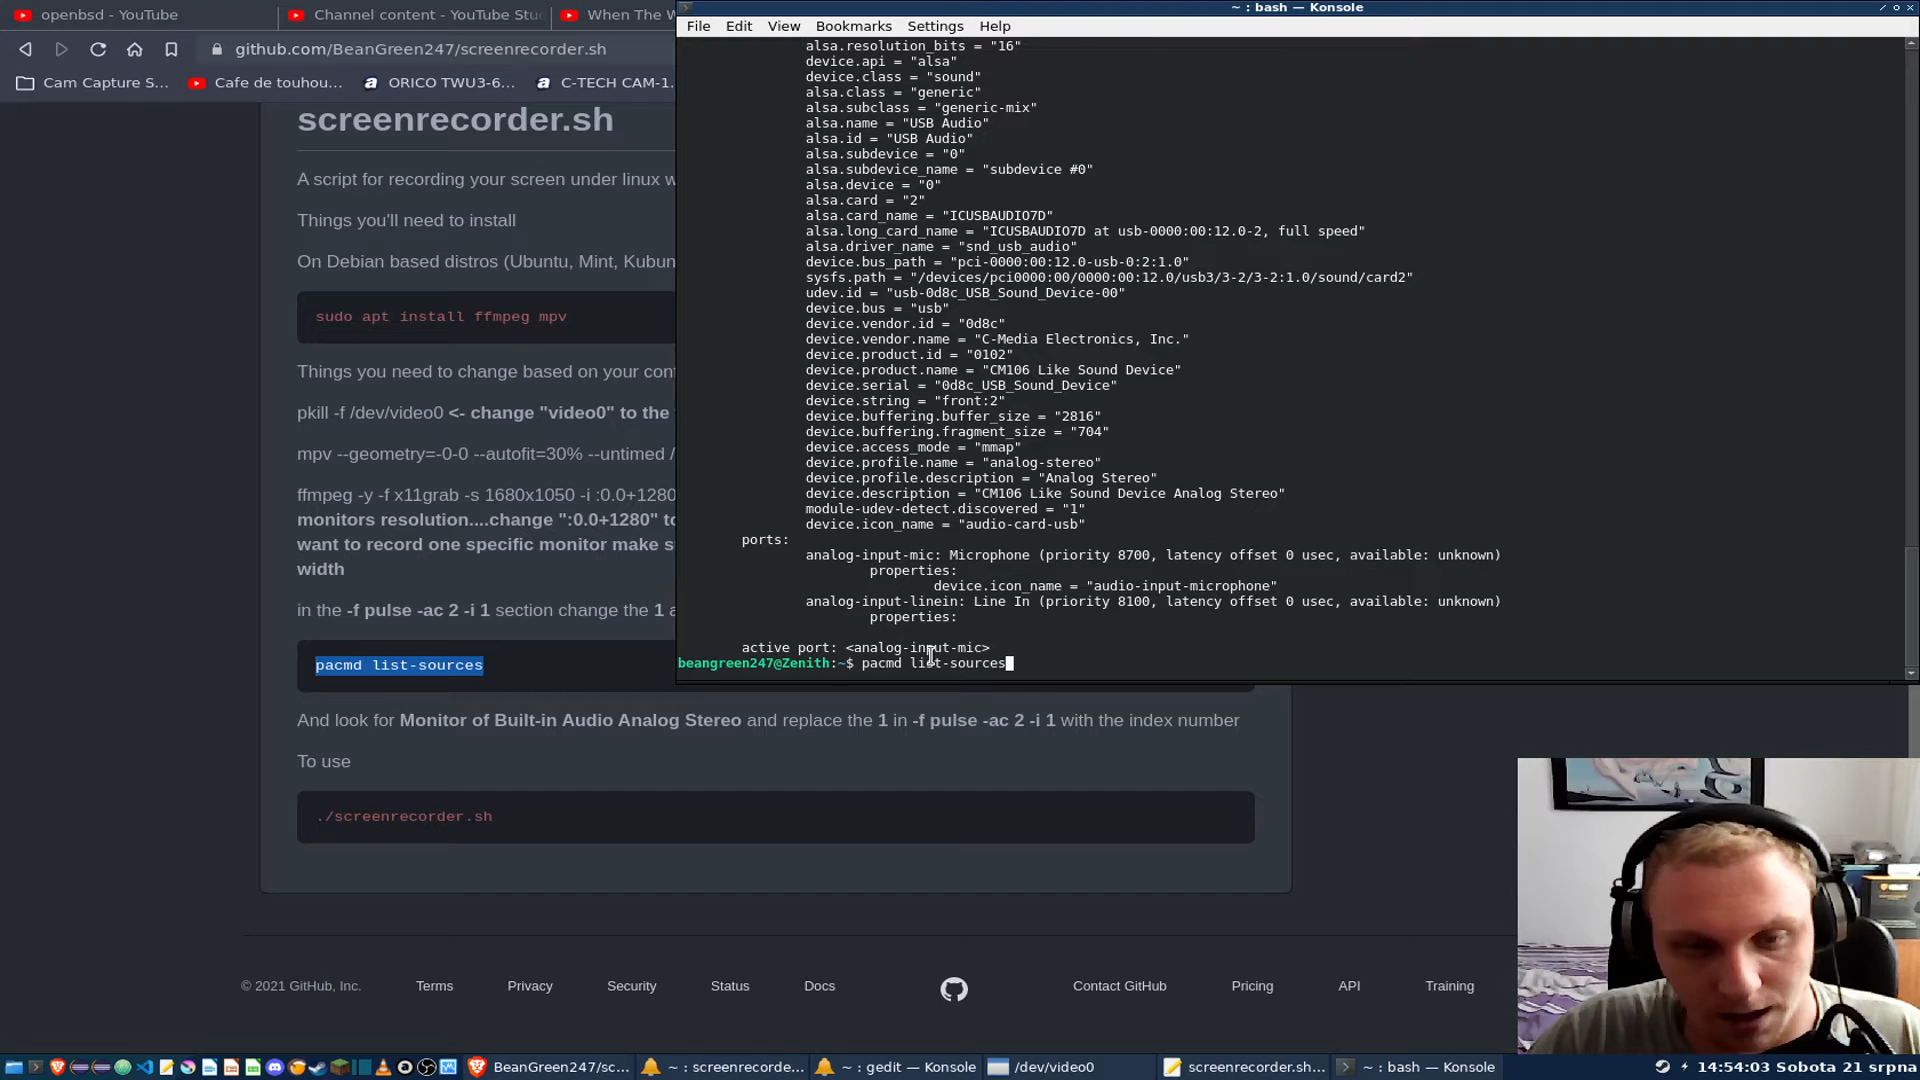 openbsd - YouTube
Channel content - YouTube Stu
When The W
github.com/BeanGreen247/screenrecorder.sh
Cam Capture S...
Cafe de touhou...
ORICO TWU3-6...
C-TECH CAM-1.
screenrecorder.sh
A script for recording your screen under linux w
Things you'll need to install
On Debian based distros (Ubuntu, Mint, Kubun
sudo apt install ffmpeg mpv
Things you need to change based on your con
pkill -f /dev/video0 <- change "video0" to the
mpv --geometry=-0-0 --autofit=30% --untimed /
ffmpeg -y -f x11grab -s 1680x1050 -i :0.0+1280
monitors resolution....change ":0.0+1280" to
want to record one specific monitor make s
width
in the -f pulse -ac 2 -i 1 section change the 1 a
pacmd list-sources
And look for Monitor of Built-in Audio Analog Stereo and replace the 1 in -f pulse -ac 2 -i 1 with the index number
To use
./screenrecorder.sh
© 2021 GitHub, Inc.
Terms
Privacy
Security
Status
Docs
Contact GitHub
Pricing
API
Training
~ : bash — Konsole
File Edit View Bookmarks Settings Help
alsa.resolution_bits = "16"
device.api = "alsa"
device.class = "sound"
alsa.class = "generic"
alsa.subclass = "generic-mix"
alsa.name = "USB Audio"
alsa.id = "USB Audio"
alsa.subdevice = "0"
alsa.subdevice_name = "subdevice #0"
alsa.device = "0"
alsa.card = "2"
alsa.card_name = "ICUSBAUDIO7D"
alsa.long_card_name = "ICUSBAUDIO7D at usb-0000:00:12.0-2, full speed"
alsa.driver_name = "snd_usb_audio"
device.bus_path = "pci-0000:00:12.0-usb-0:2:1.0"
sysfs.path = "/devices/pci0000:00/0000:00:12.0/usb3/3-2/3-2:1.0/sound/card2"
udev.id = "usb-0d8c_USB_Sound_Device-00"
device.bus = "usb"
device.vendor.id = "0d8c"
device.vendor.name = "C-Media Electronics, Inc."
device.product.id = "0102"
device.product.name = "CM106 Like Sound Device"
device.serial = "0d8c_USB_Sound_Device"
device.string = "front:2"
device.buffering.buffer_size = "2816"
device.buffering.fragment_size = "704"
device.access_mode = "mmap"
device.profile.name = "analog-stereo"
device.profile.description = "Analog Stereo"
device.description = "CM106 Like Sound Device Analog Stereo"
module-udev-detect.discovered = "1"
device.icon_name = "audio-card-usb"
ports:
analog-input-mic: Microphone (priority 8700, latency offset 0 usec, available: unknown)
properties:
device.icon_name = "audio-input-microphone"
analog-input-linein: Line In (priority 8100, latency offset 0 usec, available: unknown)
properties:
active port: <analog-input-mic>
beangreen247@Zenith:~$ pacmd list-sources
BeanGreen247/sc...
~ : screenrecorde...
~ : gedit — Konsole
/dev/video0
screenrecorder.sh...
~ : bash — Konsole
14:54:03 Sobota 21 srpna